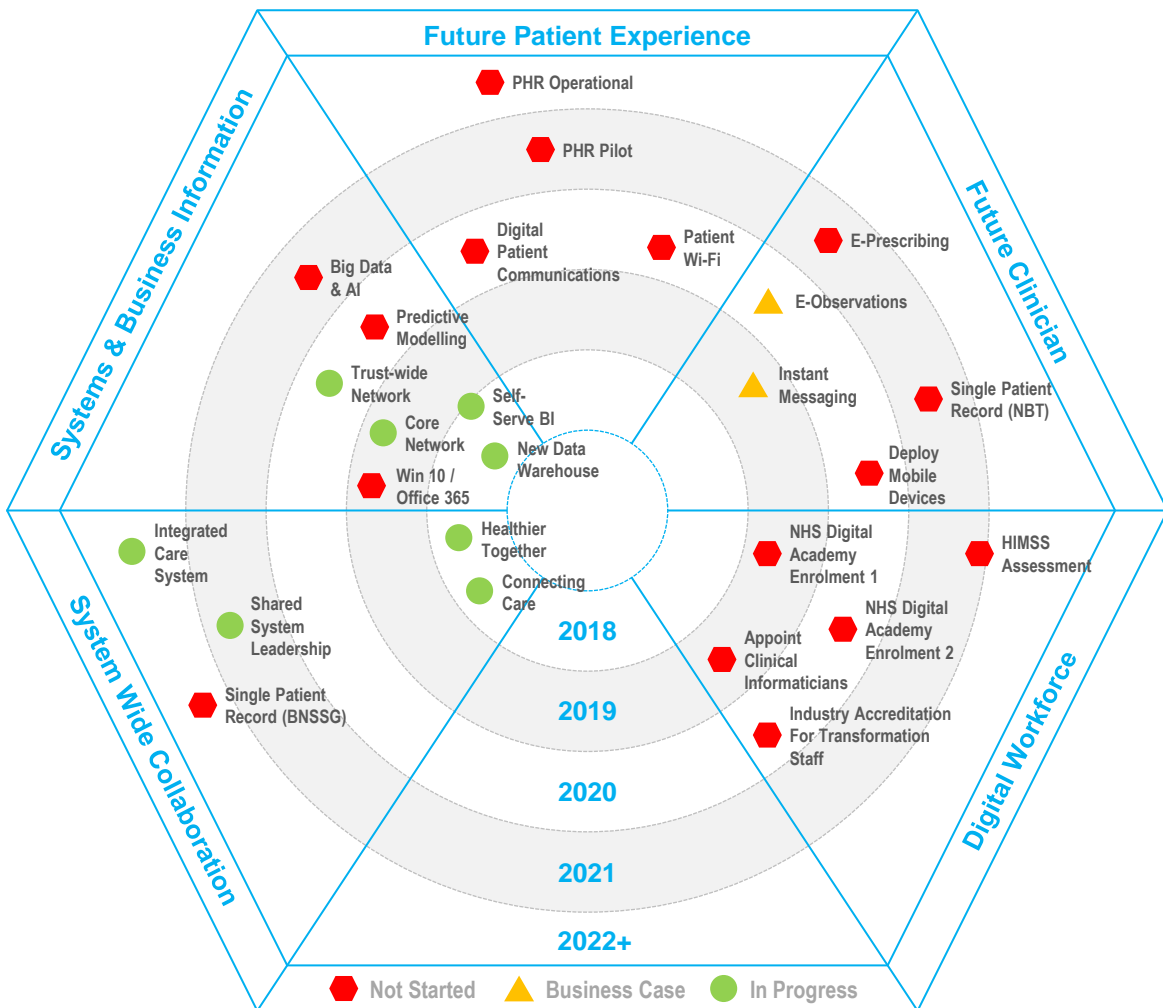 Future Patient Experience
PHR Operational
PHR Pilot
Digital
Patient
Communications
Patient
Wi-Fi
Future Clinician
E-Prescribing
E-Observations
Instant
Messaging
Single Patient
Record (NBT)
Deploy
Mobile
Devices
Systems & Business Information
Big Data
& AI
Predictive
Modelling
Trust-wide
Network
Self-
Serve BI
Core
Network
New Data
Warehouse
Win 10 /
Office 365
System Wide Collaboration
Healthier
Together
Connecting
Care
Integrated
Care
System
Shared
System
Leadership
Single Patient
Record (BNSSG)
Digital Workforce
NHS Digital
Academy
Enrolment 1
HIMSS
Assessment
NHS Digital
Academy
Enrolment 2
Appoint
Clinical
Informaticians
Industry Accreditation
For Transformation
Staff
2018
2019
2020
2021
2022+
Not Started
Business Case
In Progress